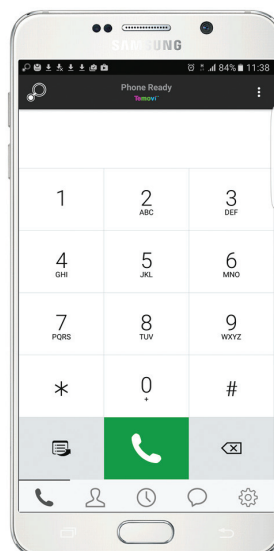 SAMSUNG
84% 11:38
Phone Ready
Temovi
1 2 3
ABC DEF
4 5 6
GHI JKL MNO
7 8 9
PQRS TUV WXYZ
* 0 #
+